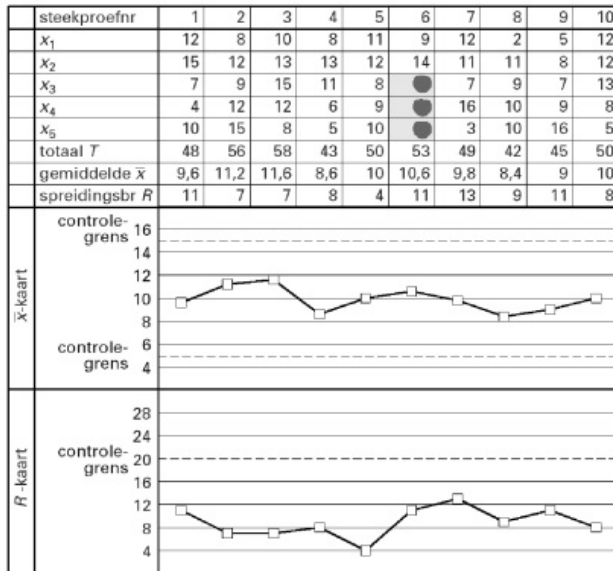 steekproefnr 1 2 3 4 5 6 7 8 9 10
x1 12 8 10 8 11 9 12 2 5 12
x2 15 12 13 13 12 14 11 11 8 12
x3 7 9 15 11 8 7 9 7 13
x4 4 12 12 6 9 16 10 9 8
x5 10 15 8 5 10 3 10 16 5
totaal T 48 56 58 43 50 53 49 42 45 50
gemiddelde x̄ 9,6 11,2 11,6 8,6 10 10,6 9,8 8,4 9 10
spreidingsbr R 11 7 7 8 4 11 13 9 11 8
x̄-kaart
controle-
grens 16
14
12
10
8
controle- 6
grens 4
R-kaart
28
24
controle-
grens 20
16
12
8
4